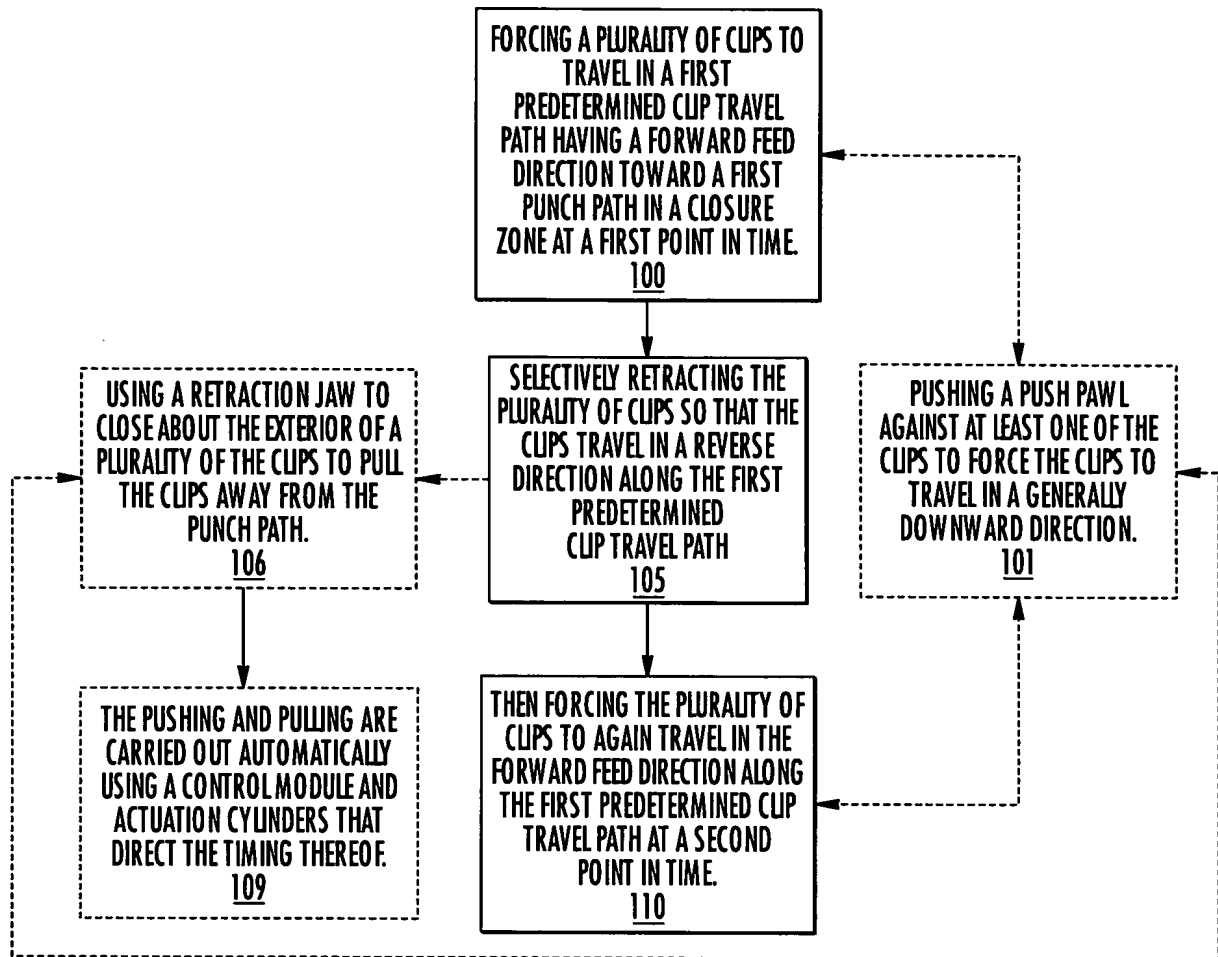 FORCING A PLURALITY OF CLIPS TO
TRAVEL IN A FIRST
PREDETERMINED CLIP TRAVEL
PATH HAVING A FORWARD FEED
DIRECTION TOWARD A FIRST
PUNCH PATH IN A CLOSURE
ZONE AT A FIRST POINT IN TIME.
100
USING A RETRACTION JAW TO
CLOSE ABOUT THE EXTERIOR OF A
PLURALITY OF THE CLIPS TO PULL
THE CLIPS AWAY FROM THE
PUNCH PATH.
106
SELECTIVELY RETRACTING THE
PLURALITY OF CLIPS SO THAT THE
CLIPS TRAVEL IN A REVERSE
DIRECTION ALONG THE FIRST
PREDETERMINED
CLIP TRAVEL PATH
105
PUSHING A PUSH PAWL
AGAINST AT LEAST ONE OF THE
CLIPS TO FORCE THE CLIPS TO
TRAVEL IN A GENERALLY
DOWNWARD DIRECTION.
101
THE PUSHING AND PULLING ARE
CARRIED OUT AUTOMATICALLY
USING A CONTROL MODULE AND
ACTUATION CYLINDERS THAT
DIRECT THE TIMING THEREOF.
109
THEN FORCING THE PLURALITY OF
CLIPS TO AGAIN TRAVEL IN THE
FORWARD FEED DIRECTION ALONG
THE FIRST PREDETERMINED CLIP
TRAVEL PATH AT A SECOND
POINT IN TIME.
110